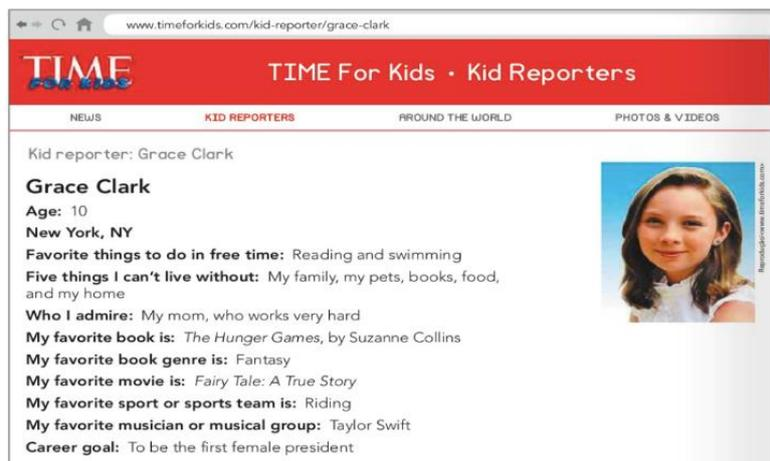 www.timeforkids.com/kid-reporter/grace-clark
TIME
FOR KIDS
TIME For Kids • Kid Reporters
NEWS KID REPORTERS AROUND THE WORLD PHOTOS & VIDEOS
Kid reporter: Grace Clark
Grace Clark
Age: 10
New York, NY
Favorite things to do in free time: Reading and swimming
Five things I can't live without: My family, my pets, books, food,
and my home
Who I admire: My mom, who works very hard
My favorite book is: The Hunger Games, by Suzanne Collins
My favorite book genre is: Fantasy
My favorite movie is: Fairy Tale: A True Story
My favorite sport or sports team is: Riding
My favorite musician or musical group: Taylor Swift
Career goal: To be the first female president
Reprodução/<www.timeforkids.com>